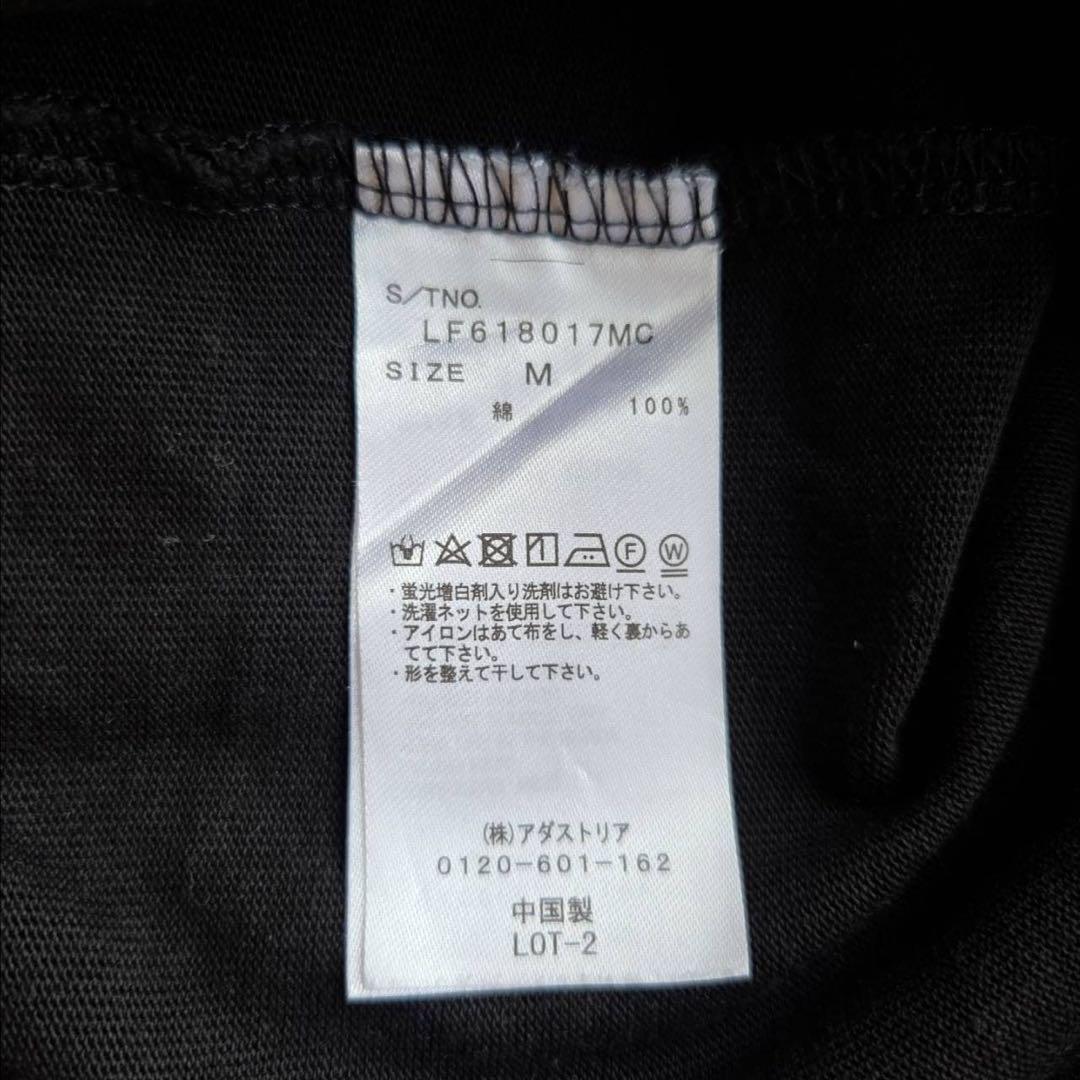 S/TNO.
LF618017MC
SIZE M
綿 100%
F W
・蛍光増白剤入り洗剤はお避け下さい。
・洗濯ネットを使用して下さい。
・アイロンはあて布をし、軽く裏からあ
てて下さい。
・形を整えて干して下さい。
(株)アダストリア
0120-601-162
中国製
LOT-2